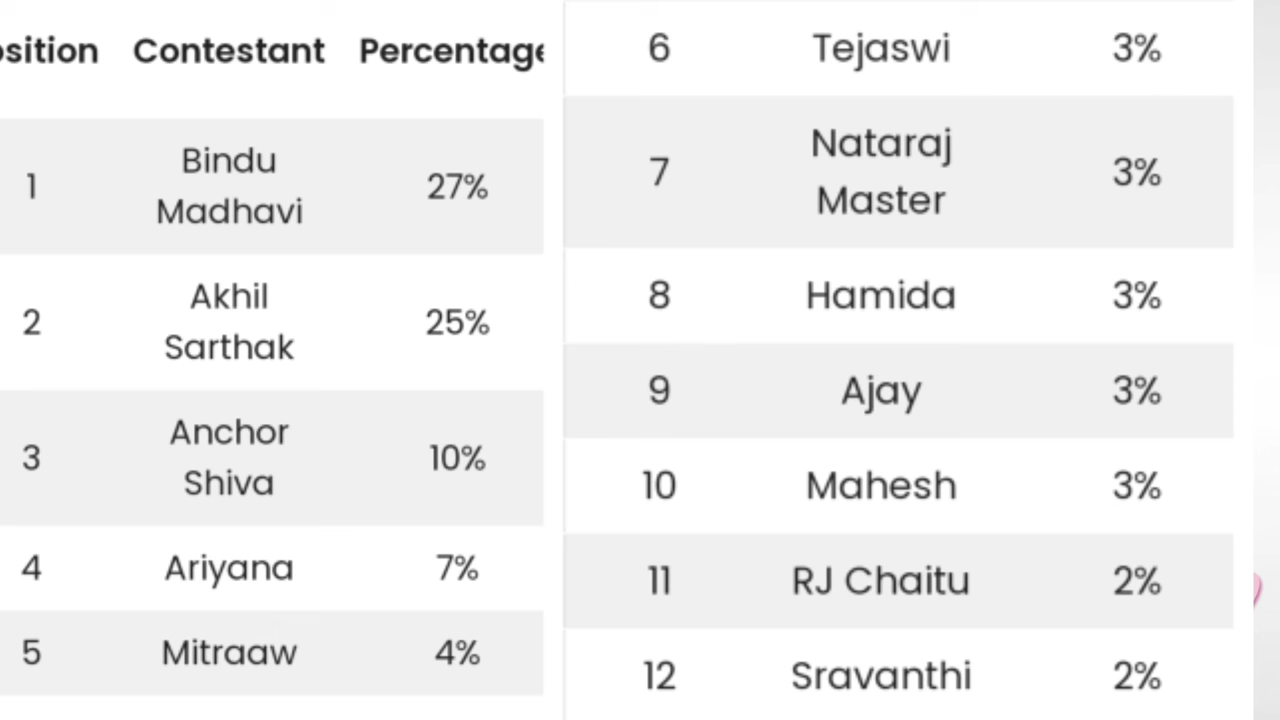 osition Contestant Percentage
1 Bindu Madhavi 27%
2 Akhil Sarthak 25%
3 Anchor Shiva 10%
4 Ariyana 7%
5 Mitraaw 4%
6 Tejaswi 3%
7 Nataraj Master 3%
8 Hamida 3%
9 Ajay 3%
10 Mahesh 3%
11 RJ Chaitu 2%
12 Sravanthi 2%